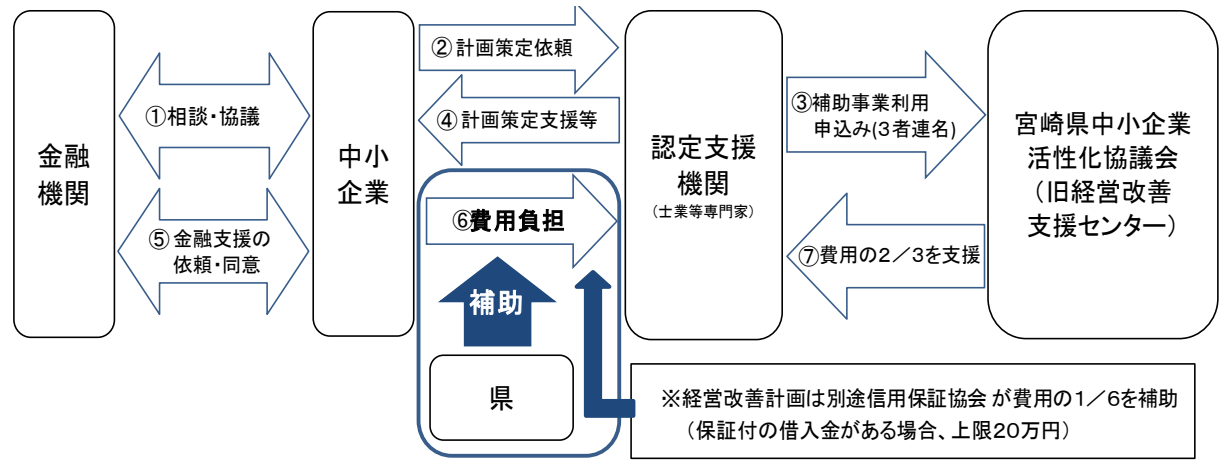 金融
機関
①相談・協議
⑤ 金融支援の
依頼・同意
中小
企業
②計画策定依頼
④ 計画策定支援等
⑥費用負担
補助
県
認定支援
機関
（士業等専門家）
③補助事業利用
申込み(３者連名)
⑦費用の２／３を支援
宮崎県中小企業
活性化協議会
（旧経営改善
支援センター）
※経営改善計画は別途信用保証協会 が費用の１／６を補助
（保証付の借入金がある場合、上限２０万円）